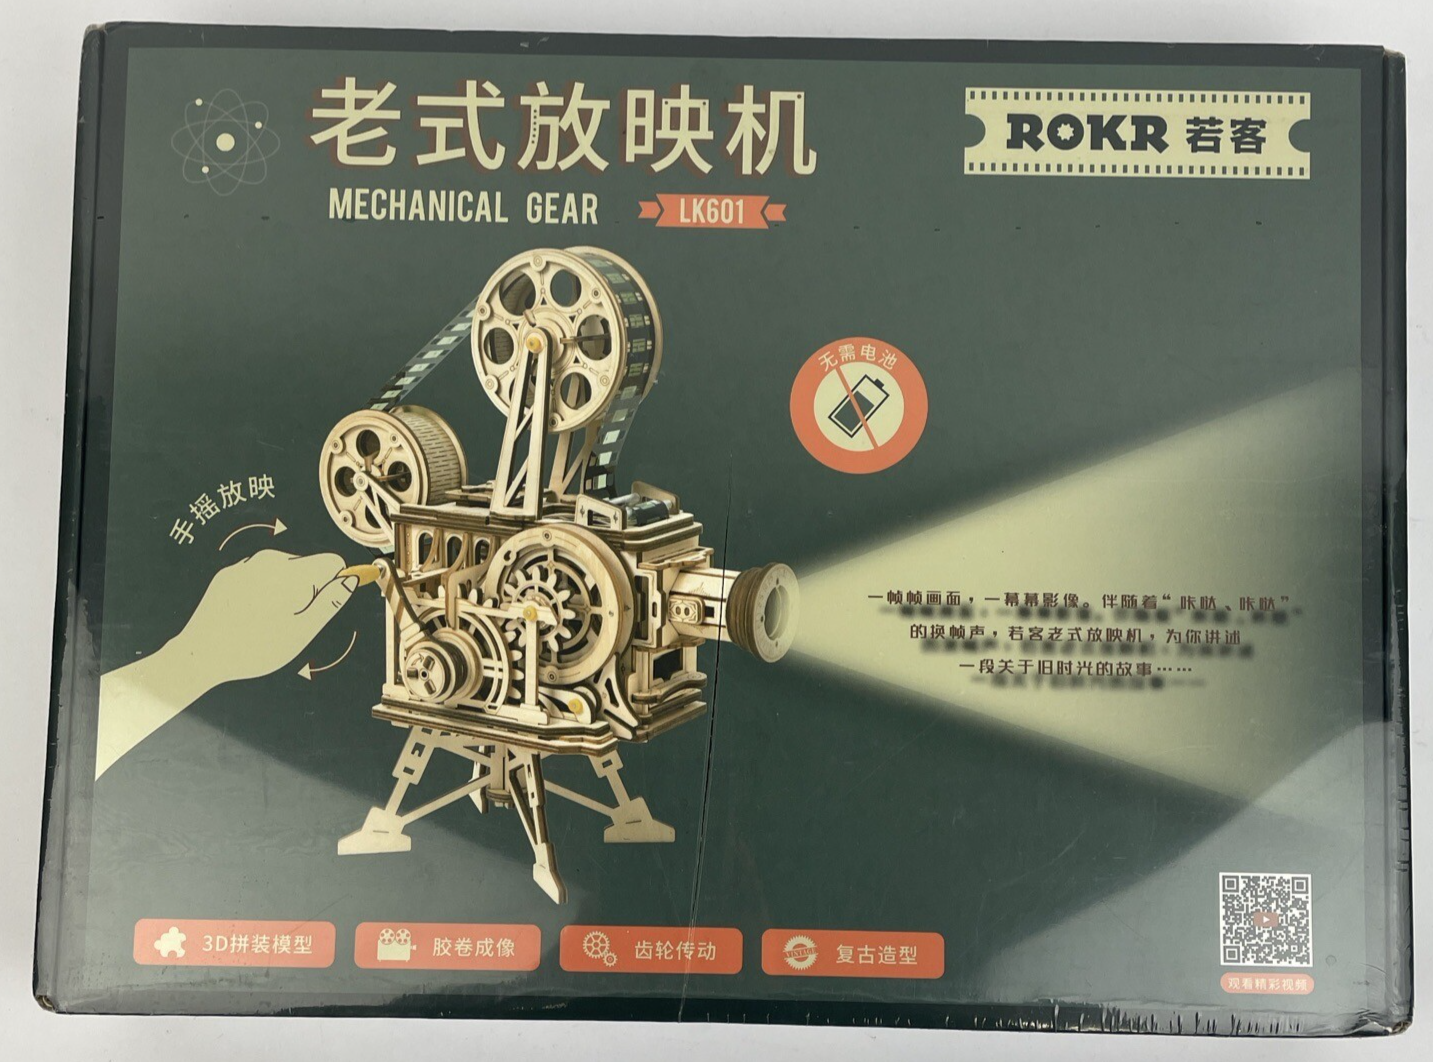 老式放映机
MECHANICAL GEAR
LK601
ROKR 若客
无需电池
手摇放映
一帧帧画面，一幕幕影像。伴随着“咔哒、咔哒”
的换帧声，若客老式放映机，为你讲述
一段关于旧时光的故事……
3D拼装模型
胶卷成像
齿轮传动
VINTAGE
复古造型
观看精彩视频